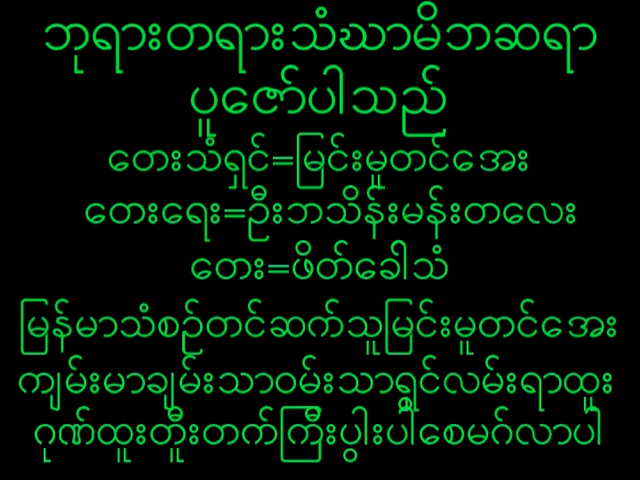 ဘုရားတရားသံဃာမိဘဆရာ
ပူဇော်ပါသည်
တေးသံရှင်=မြင်းမူတင်အေး
တေးရေး=ဦးဘသိန်းမန်းတလေး
တေး=ဖိတ်ခေါ်သံ
မြန်မာသံစဉ်တင်ဆက်သူမြင်းမူတင်အေး
ကျမ်းမာချမ်းသာဝမ်းသာရွှင်လမ်းရာထူး
ဂုဏ်ထူးတိူးတက်ကြီးပွါးပါစေမင်္ဂလာပါ